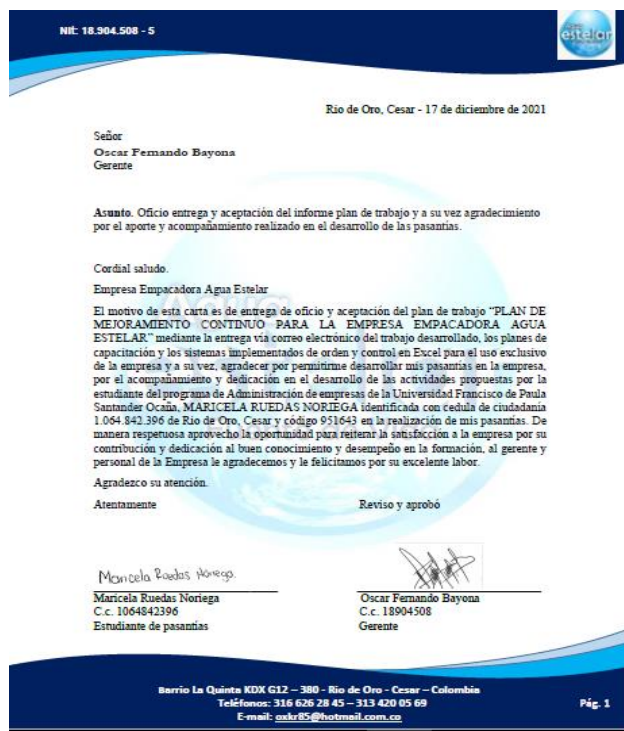 Nit: 18.904.508 - 5
estelar
Rio de Oro, Cesar - 17 de diciembre de 2021
Señor
Oscar Fernando Bayona
Gerente
Asunto. Oficio entrega y aceptación del informe plan de trabajo y a su vez agradecimiento
por el aporte y acompañamiento realizado en el desarrollo de las pasantías.
Cordial saludo.
Empresa Empacadora Agua Estelar
El motivo de esta carta es de entrega de oficio y aceptación del plan de trabajo “PLAN DE
MEJORAMIENTO CONTINUO PARA LA EMPRESA EMPACADORA AGUA
ESTELAR” mediante la entrega vía correo electrónico del trabajo desarrollado, los planes de
capacitación y los sistemas implementados de orden y control en Excel para el uso exclusivo
de la empresa y a su vez, agradecer por permitirme desarrollar mis pasantías en la empresa,
por el acompañamiento y dedicación en el desarrollo de las actividades propuestas por la
estudiante del programa de Administración de empresas de la Universidad Francisco de Paula
Santander Ocaña, MARICELA RUEDAS NORIEGA identificada con cedula de ciudadanía
1.064.842.396 de Rio de Oro, Cesar y código 951643 en la realización de mis pasantías. De
manera respetuosa aprovecho la oportunidad para reiterar la satisfacción a la empresa por su
contribución y dedicación al buen conocimiento y desempeño en la formación, al gerente y
personal de la Empresa le agradecemos y le felicitamos por su excelente labor.
Agradezco su atención.
Atentamente Reviso y aprobó
Maricela Ruedas Noriega.
Maricela Ruedas Noriega Oscar Fernando Bayona
C.c. 1064842396 C.c. 18904508
Estudiante de pasantías Gerente
Barrio La Quinta KDX G12 – 380 - Rio de Oro - Cesar – Colombia
Teléfonos: 316 626 28 45 – 313 420 05 69
E-mail: oxkr85@hotmail.com.co
Pág. 1